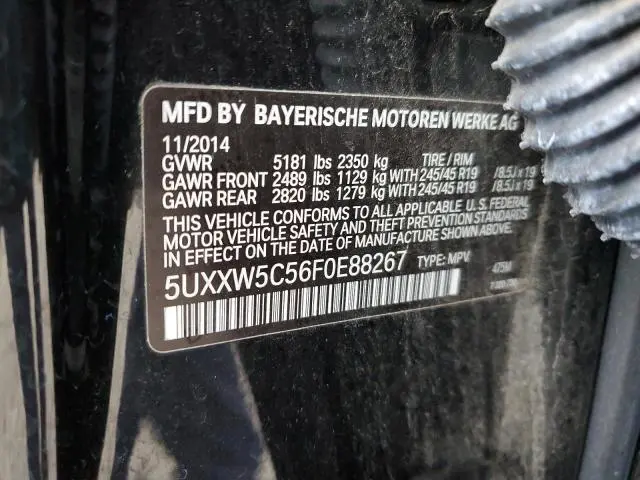 MFD BY BAYERISCHE MOTOREN WERKE AG
11/2014
GVWR 5181 lbs 2350 kg TIRE / RIM
GAWR FRONT 2489 lbs 1129 kg WITH 245/45 R19 /8.5J x 19
GAWR REAR 2820 lbs 1279 kg WITH 245/45 R19 /8.5J x 19
THIS VEHICLE CONFORMS TO ALL APPLICABLE U. S. FEDERAL
MOTOR VEHICLE SAFETY AND THEFT PREVENTION STANDARDS
IN EFFECT ON THE DATE OF MANUFACTURE SHOWN ABOVE.
5UXXW5C56F0E88267 TYPE: MPV 475M